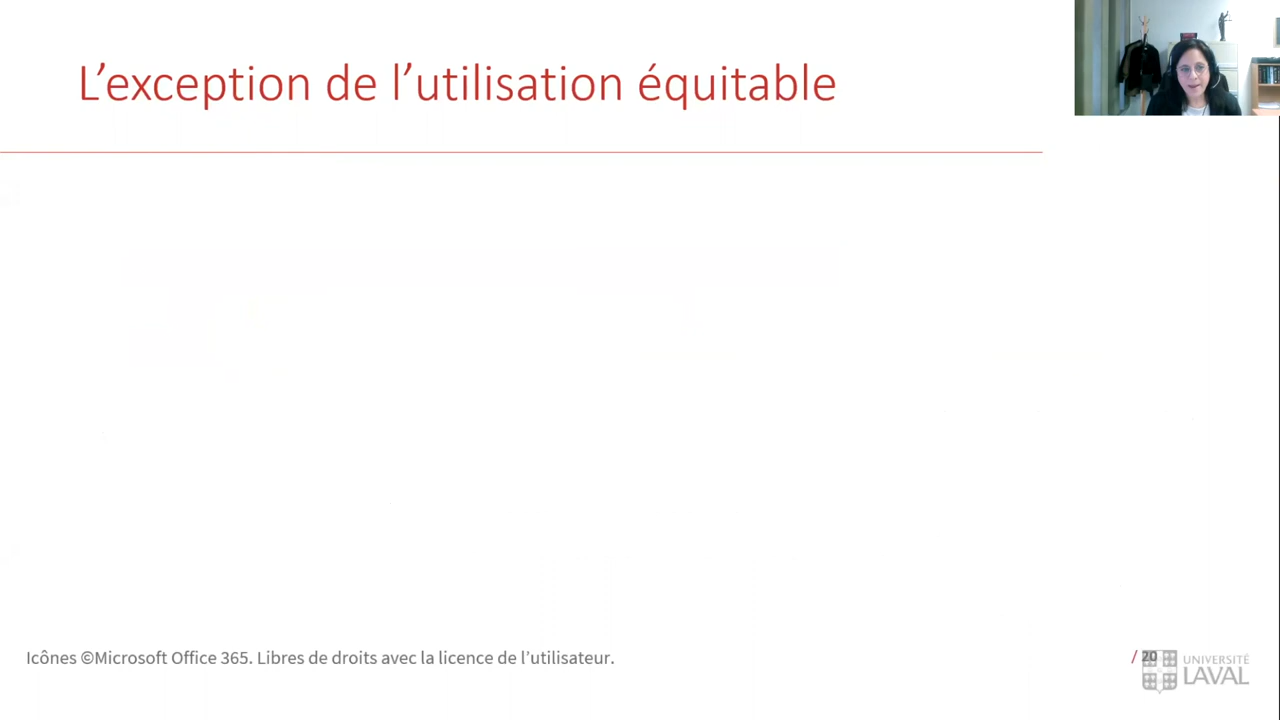 L’exception de l’utilisation équitable
Icônes ©Microsoft Office 365. Libres de droits avec la licence de l’utilisateur.
/ 20
UNIVERSITÉ
LAVAL